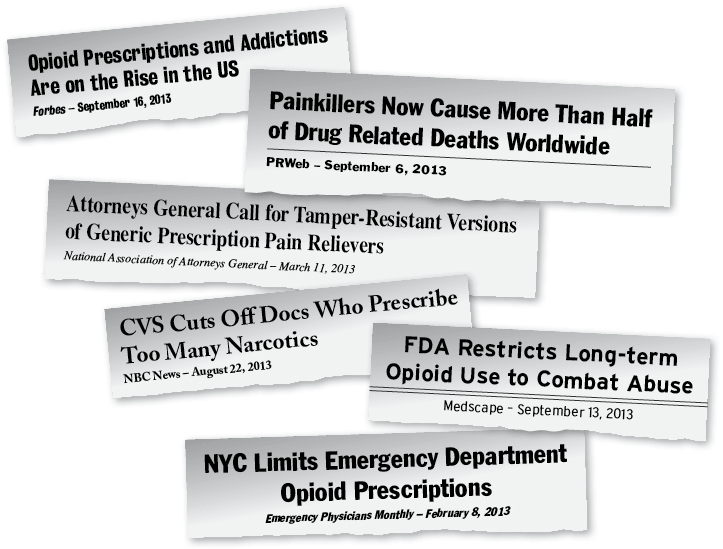 Opioid Prescriptions and Addictions
Are on the Rise in the US
Forbes – September 16, 2013
Painkillers Now Cause More Than Half
of Drug Related Deaths Worldwide
PRWeb – September 6, 2013
Attorneys General Call for Tamper-Resistant Versions
of Generic Prescription Pain Relievers
National Association of Attorneys General – March 11, 2013
CVS Cuts Off Docs Who Prescribe
Too Many Narcotics
NBC News – August 22, 2013
FDA Restricts Long-term
Opioid Use to Combat Abuse
Medscape – September 13, 2013
NYC Limits Emergency Department
Opioid Prescriptions
Emergency Physicians Monthly – February 8, 2013